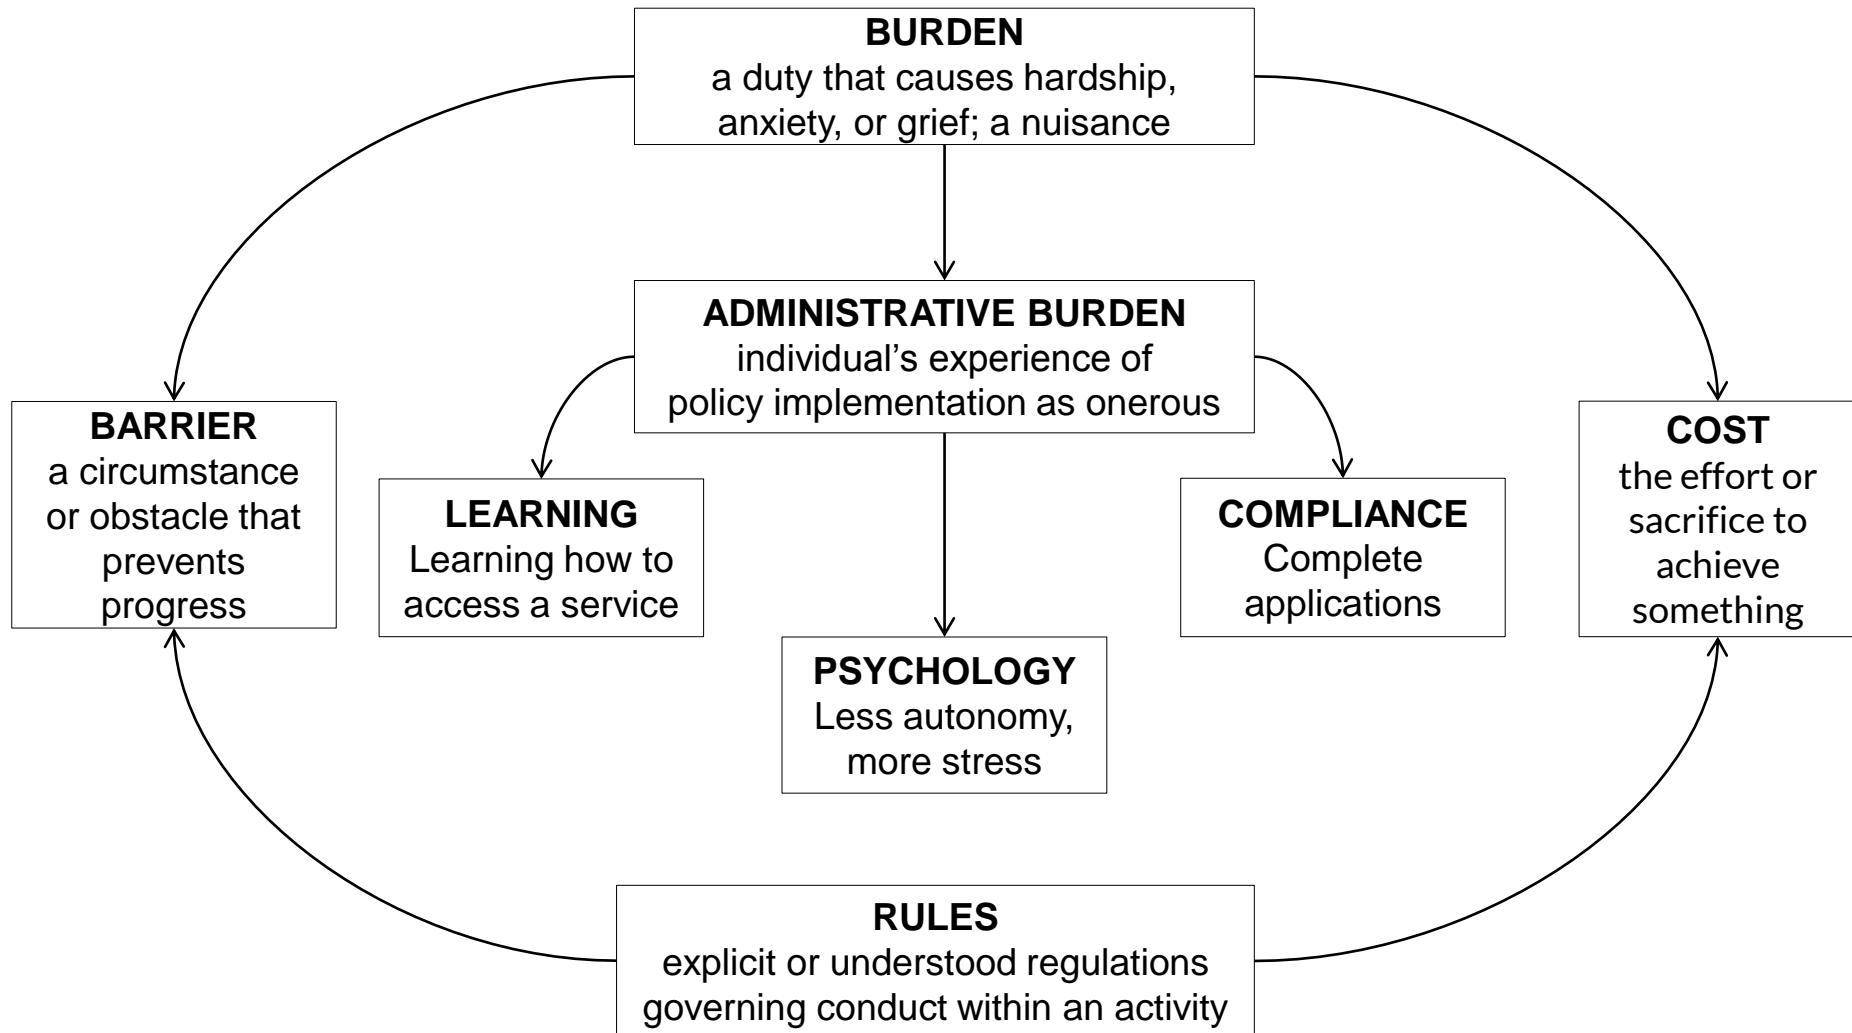 BURDEN
a duty that causes hardship,
anxiety, or grief; a nuisance
ADMINISTRATIVE BURDEN
individual’s experience of
policy implementation as onerous
BARRIER
a circumstance
or obstacle that
prevents
progress
LEARNING
Learning how to
access a service
PSYCHOLOGY
Less autonomy,
more stress
COMPLIANCE
Complete
applications
COST
the effort or
sacrifice to
achieve
something
RULES
explicit or understood regulations
governing conduct within an activity